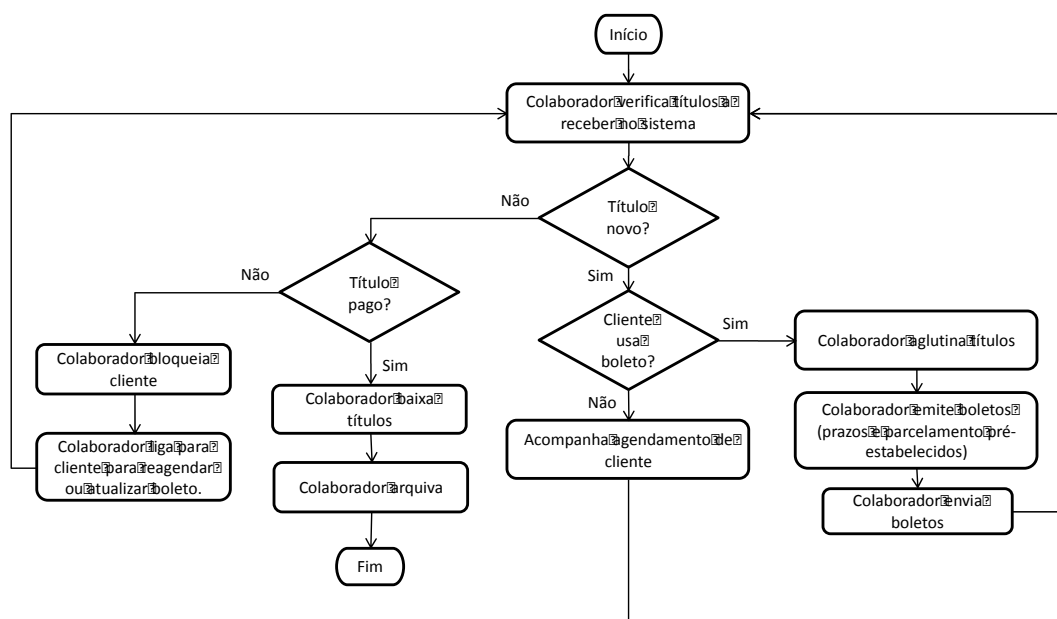 Início
Colaborador verifica títulos a
receber no sistema
Não
Título
novo?
Sim
Não
Título
pago?
Cliente
usa
boleto?
Sim
Colaborador aglutina títulos
Colaborador bloqueia
cliente
Sim
Colaborador baixa
títulos
Não
Colaborador emite boletos
(prazos e parcelamento pré-
estabelecidos)
Colaborador liga para
cliente para reagendar
ou atualizar boleto.
Acompanha agendamento de
cliente
Colaborador arquiva
Colaborador envia
boletos
Fim